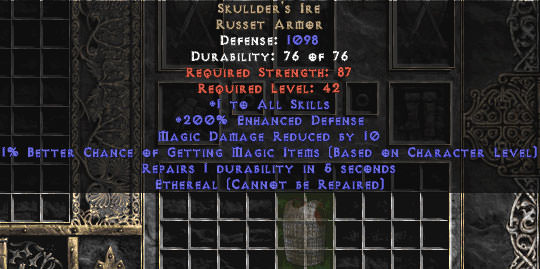 Skullder's Ire
Russet Armor
Defense: 1098
Durability: 76 of 76
Required Strength: 87
Required Level: 42
+1 to All Skills
+200% Enhanced Defense
Magic Damage Reduced by 10
1% Better Chance of Getting Magic Items (Based on Character Level)
Repairs 1 durability in 5 seconds
Ethereal (Cannot be Repaired)